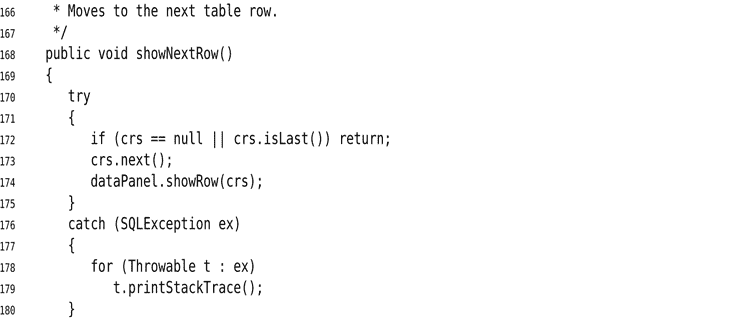 166     * Moves to the next table row.
167     */
168    public void showNextRow()
169    {
170       try
171       {
172          if (crs == null || crs.isLast()) return;
173          crs.next();
174          dataPanel.showRow(crs);
175       }
176       catch (SQLException ex)
177       {
178          for (Throwable t : ex)
179             t.printStackTrace();
180       }